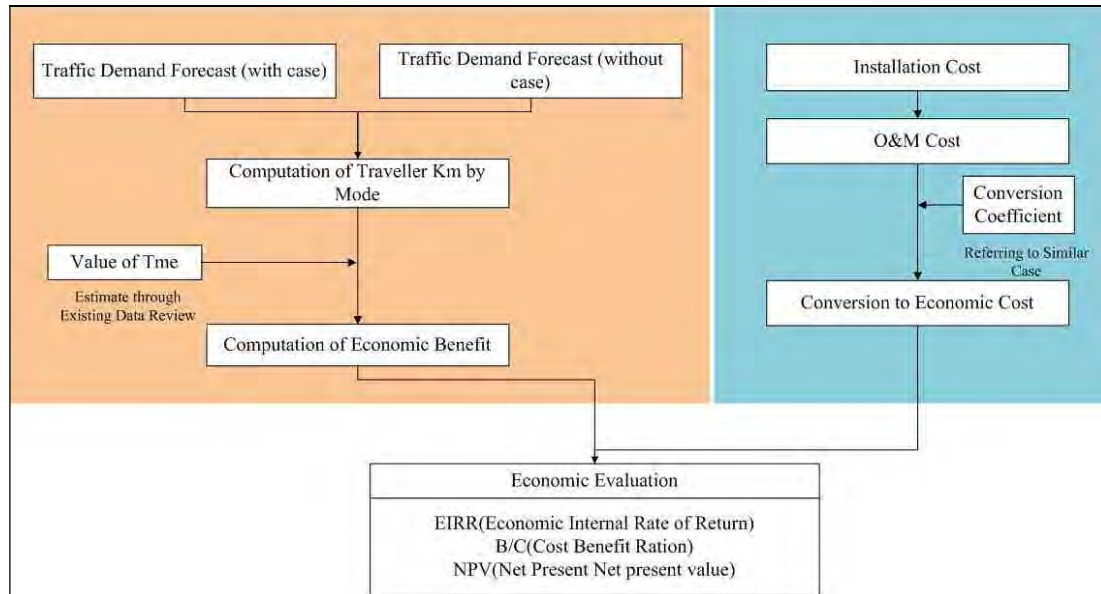 Traffic Demand Forecast (with case)
Traffic Demand Forecast (without
case)
Computation of Traveller Km by
Mode
Value of Tme
Estimate through
Existing Data Review
Computation of Economic Benefit
Installation Cost
O&M Cost
Conversion
Coefficient
Referring to Similar
Case
Conversion to Economic Cost
Economic Evaluation
EIRR(Economic Internal Rate of Return)
B/C(Cost Benefit Ration)
NPV(Net Present Net present value)